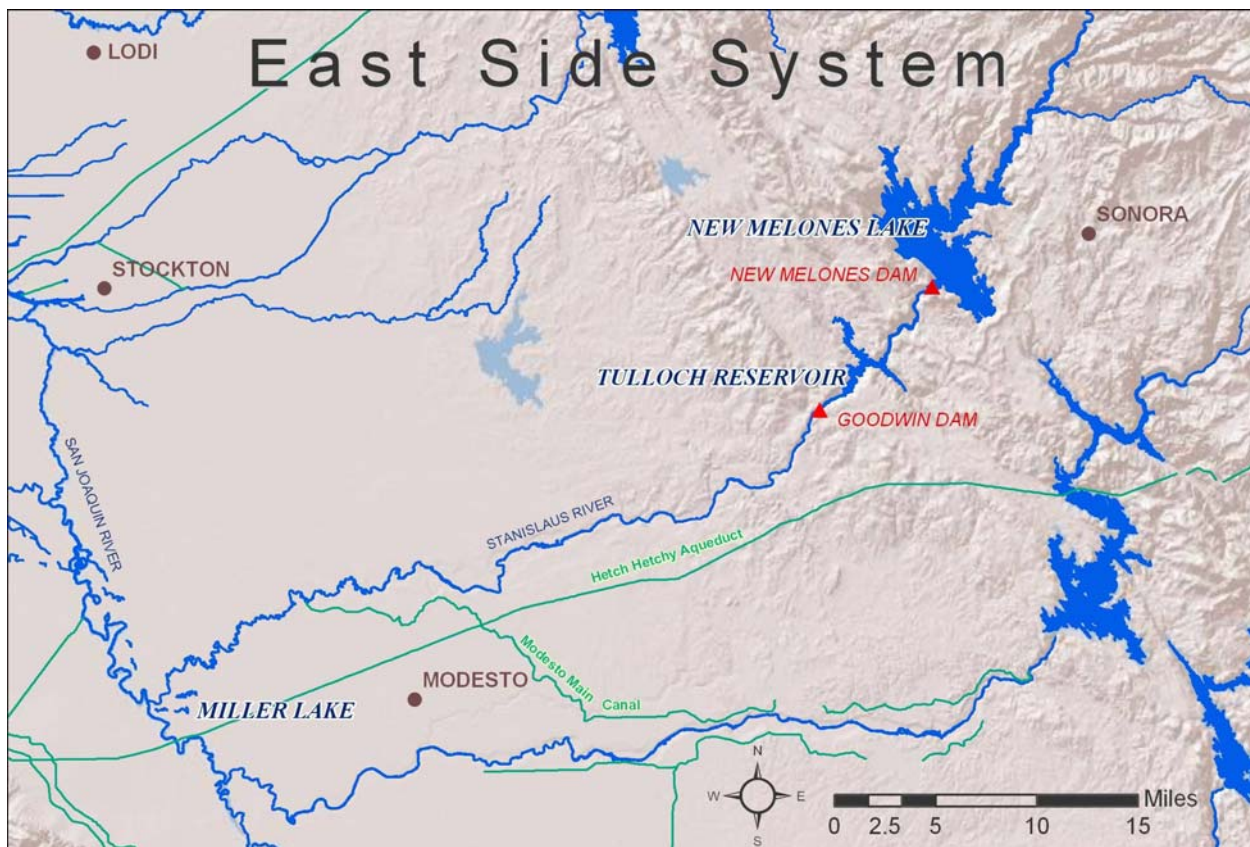 East Side System
LODI
NEW MELONES LAKE
SONORA
STOCKTON
NEW MELONES DAM
TULLOCH RESERVOIR
GOODWIN DAM
SAN JOAQUIN RIVER
STANISLAUS RIVER
Hetch Hetchy Aqueduct
Modesto Main
Canal
MODESTO
MILLER LAKE
N
W
E
S
Miles
0 2.5 5 10 15